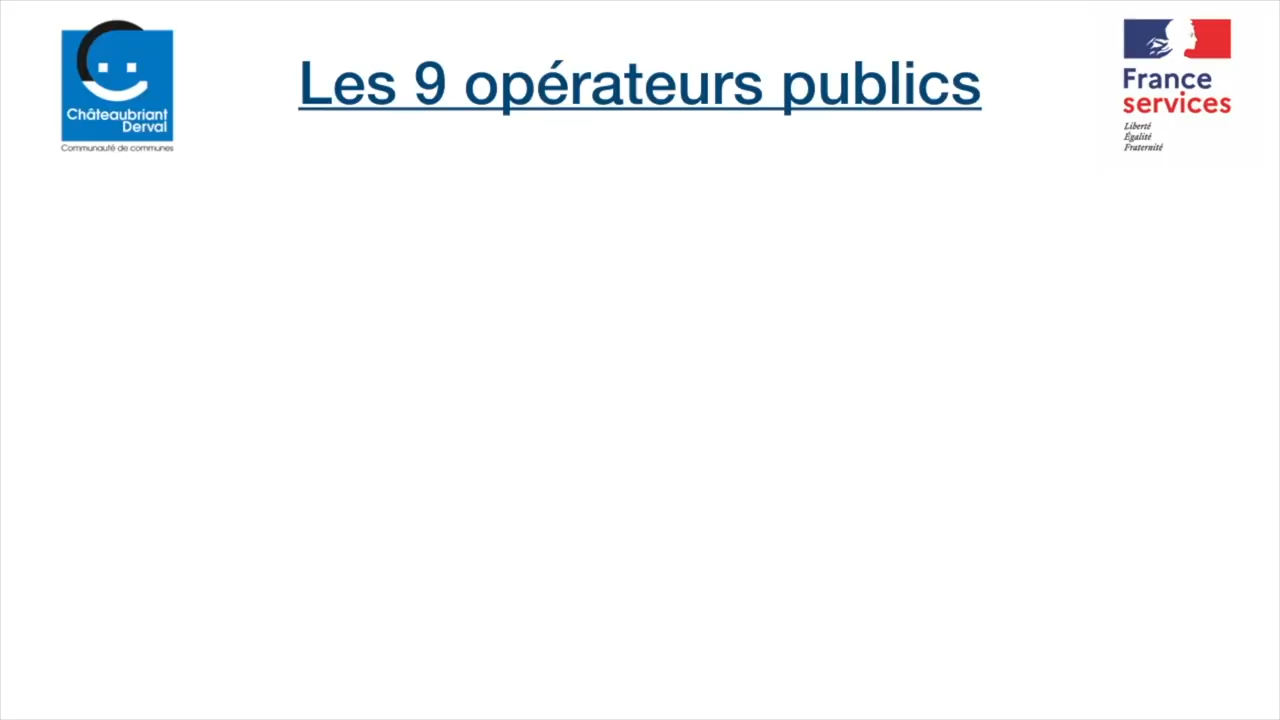 Les 9 opérateurs publics
Châteaubriant
Derval
Communauté de communes
France
services
Liberté
Égalité
Fraternité